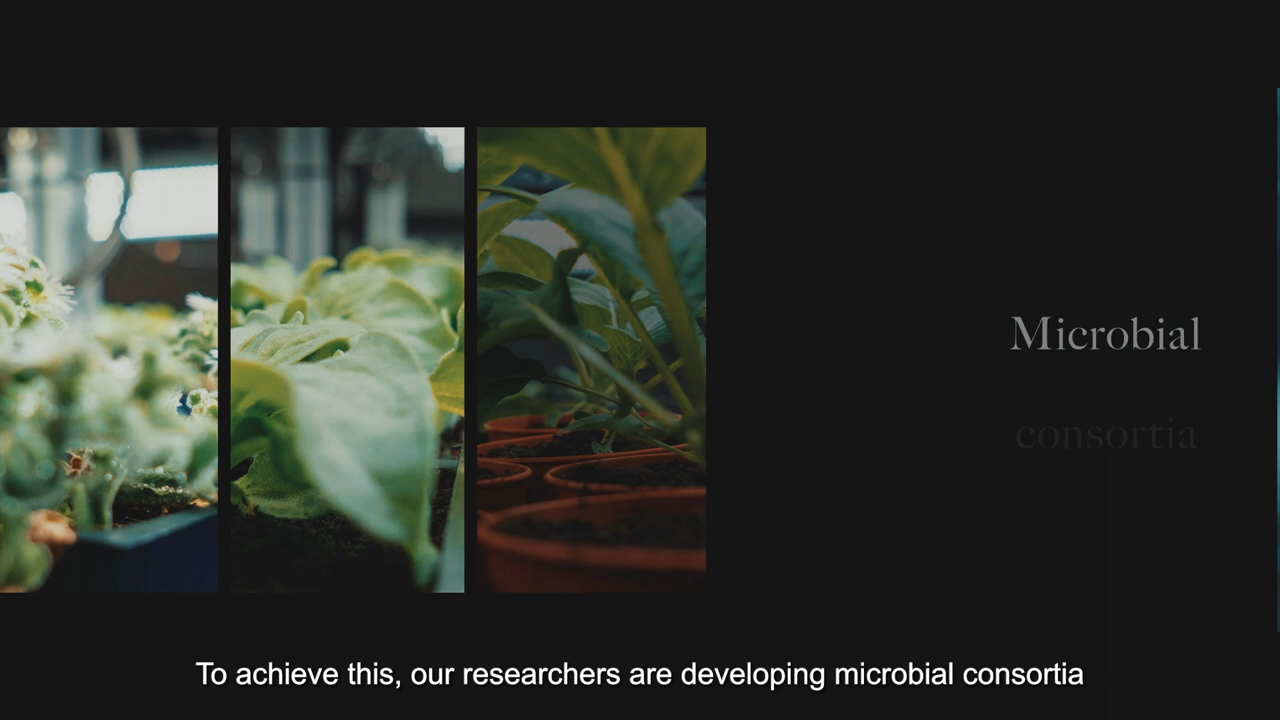 Microbial
consortia
To achieve this, our researchers are developing microbial consortia